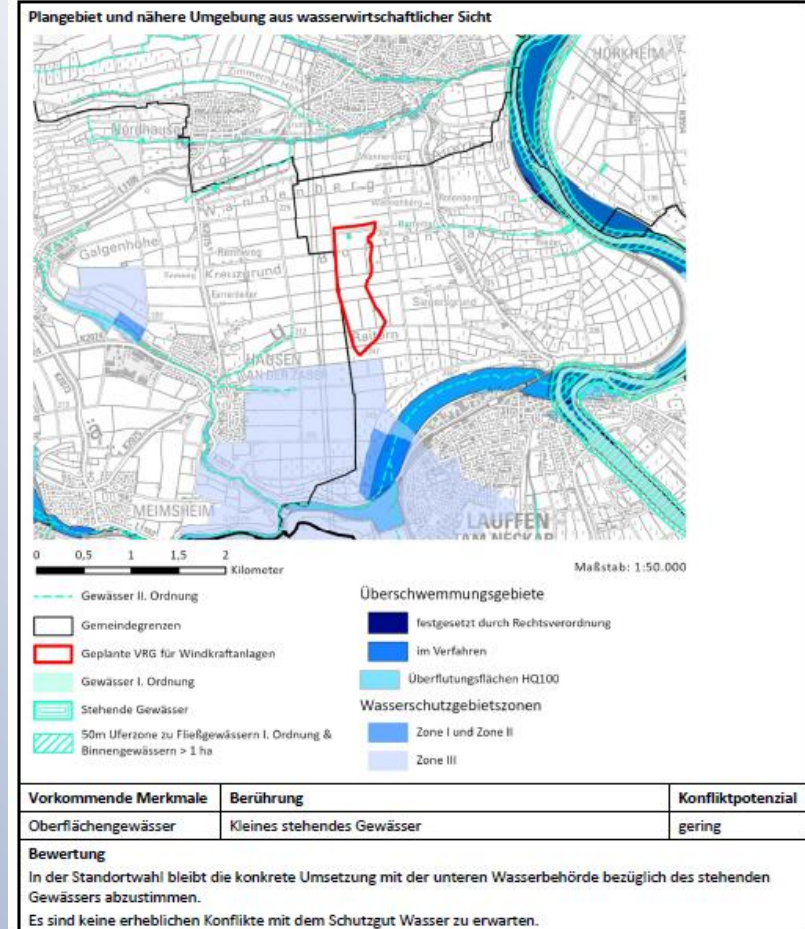 Plangebiet und nähere Umgebung aus wasserwirtschaftlicher Sicht
HORKHEIM
Zimmerer Höhe
Nordhausen
Wannenberg
Galgenhöhe
Rennweg
Kreuzgrund
HAUSEN
AN DER ZABER
MEIMSHEIM
LAUFFEN
AM NECKAR
0 0,5 1 1,5 2
Kilometer
Maßstab: 1:50.000
Gewässer II. Ordnung
Gemeindegrenzen
Geplante VRG für Windkraftanlagen
Gewässer I. Ordnung
Stehende Gewässer
50m Uferzone zu Fließgewässern I. Ordnung &
Binnengewässern > 1 ha
Überschwemmungsgebiete
festgesetzt durch Rechtsverordnung
im Verfahren
Überflutungsflächen HQ100
Wasserschutzgebietszonen
Zone I und Zone II
Zone III
Vorkommende Merkmale Berührung Konfliktpotenzial
Oberflächengewässer Kleines stehendes Gewässer gering
Bewertung
In der Standortwahl bleibt die konkrete Umsetzung mit der unteren Wasserbehörde bezüglich des stehenden
Gewässers abzustimmen.
Es sind keine erheblichen Konflikte mit dem Schutzgut Wasser zu erwarten.